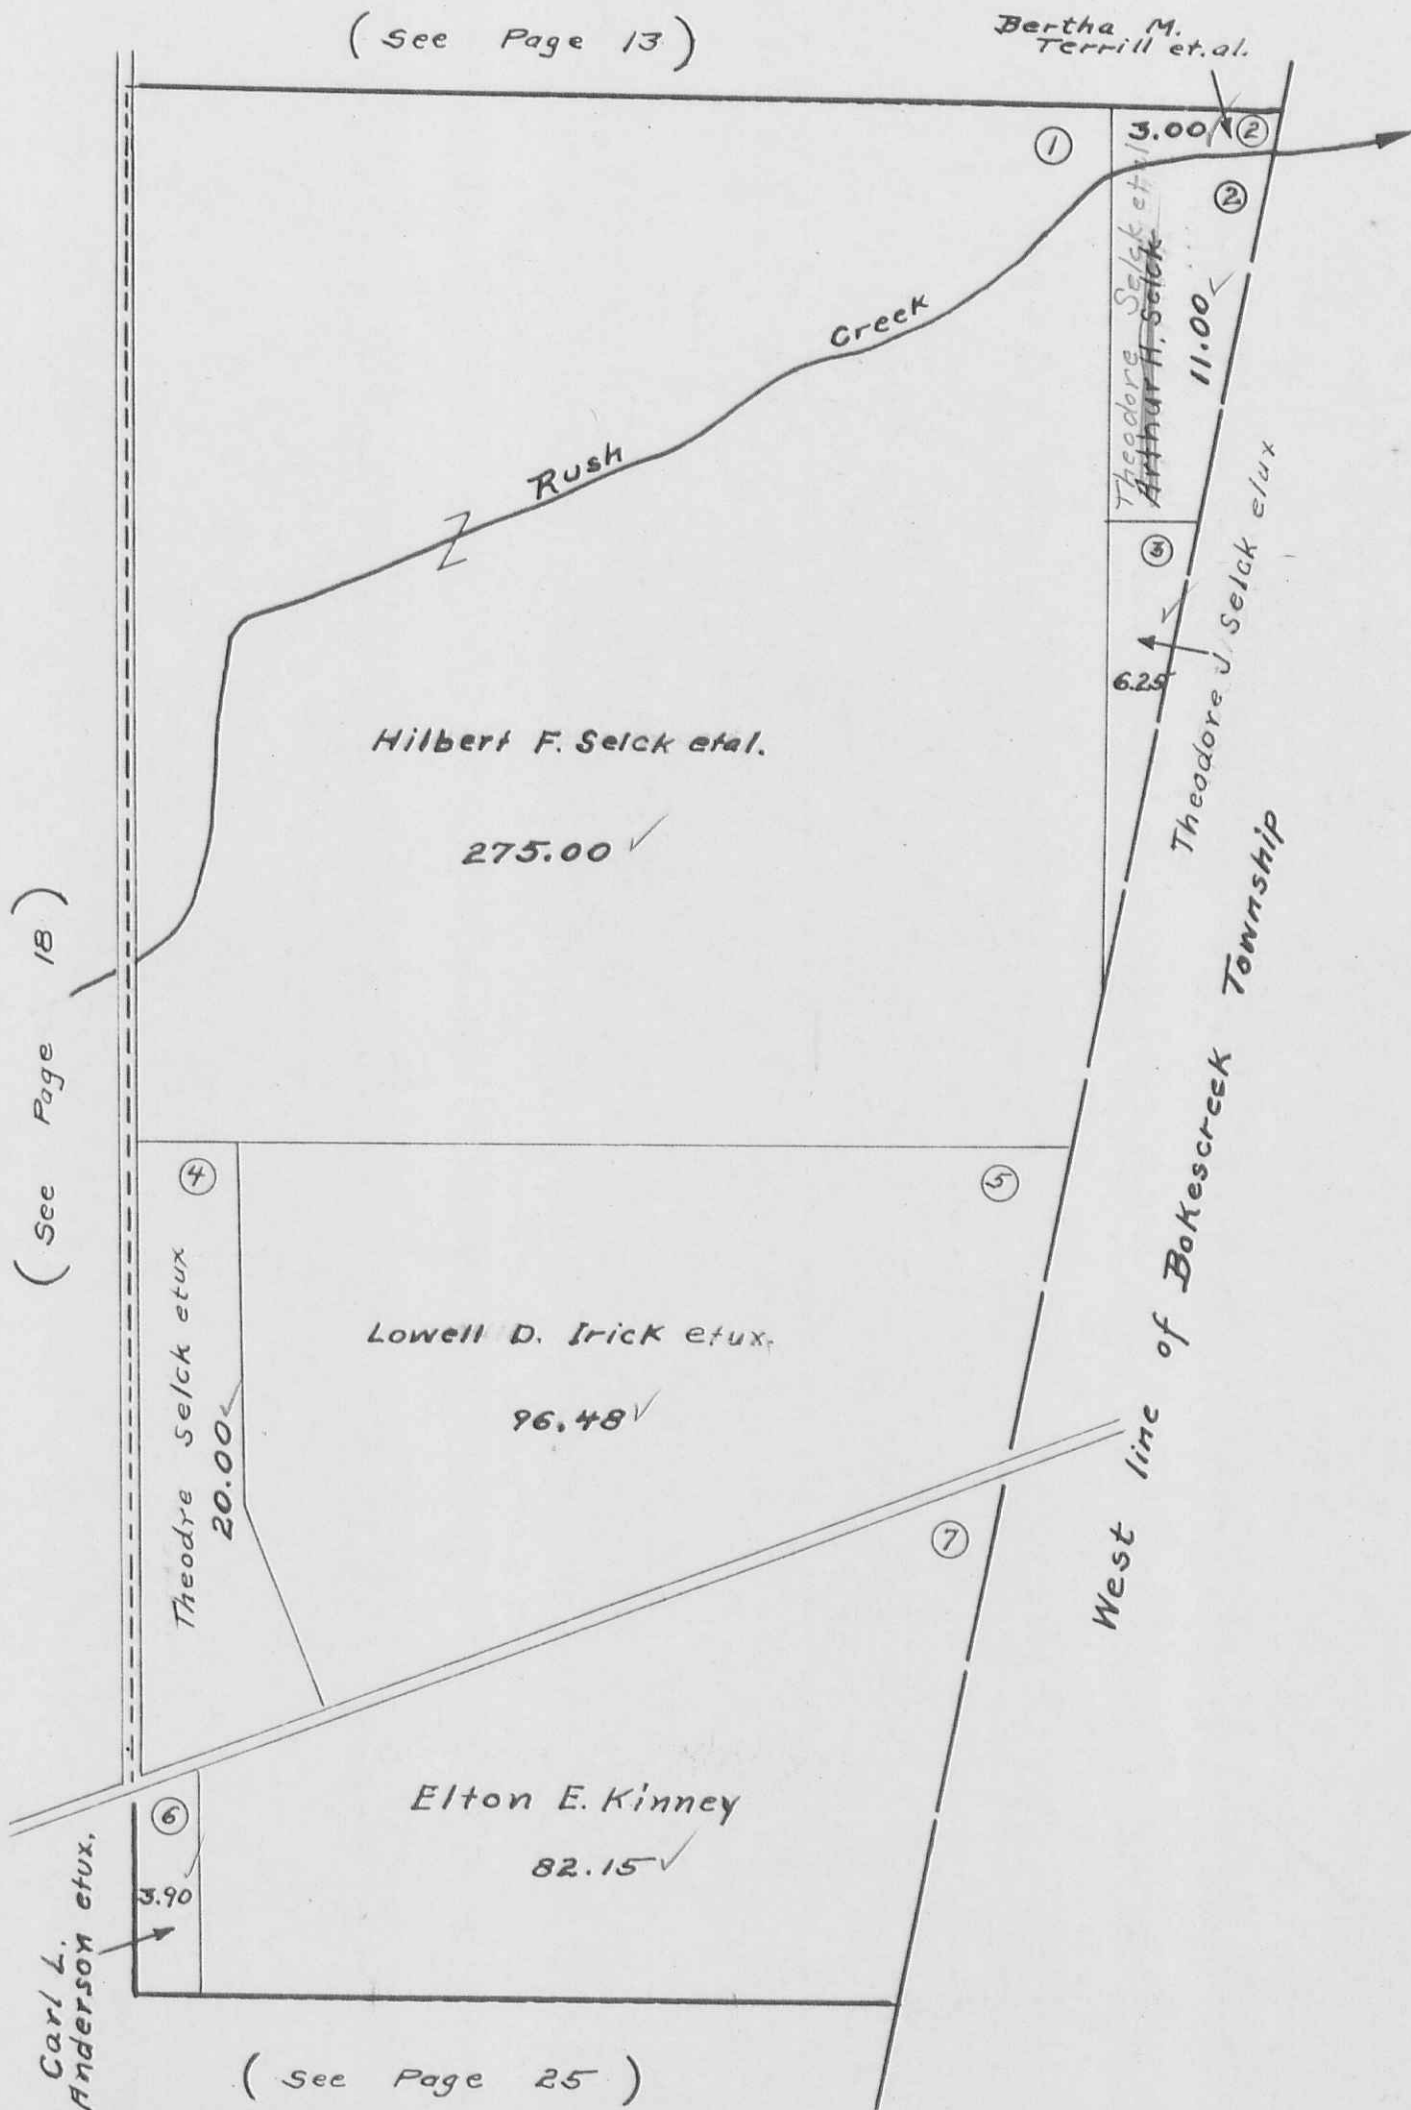 ( See Page 13 )
Bertha M.
Terrill et.al.
①
3.00
②
②
Theodore Selck et al
Arthur H. Selck
11.00
Creek
Rush
③
6.25
Theodore J. Selck etux
Hilbert F. Selck etal.
275.00
( See Page 18 )
West line of Bokescreek Township
④
⑤
Theodre Selck etux
20.00
Lowell D. Irick etux.
96.48
⑦
⑥
Elton E. Kinney
82.15
3.90
Carl L.
Anderson etux.
( See Page 25 )